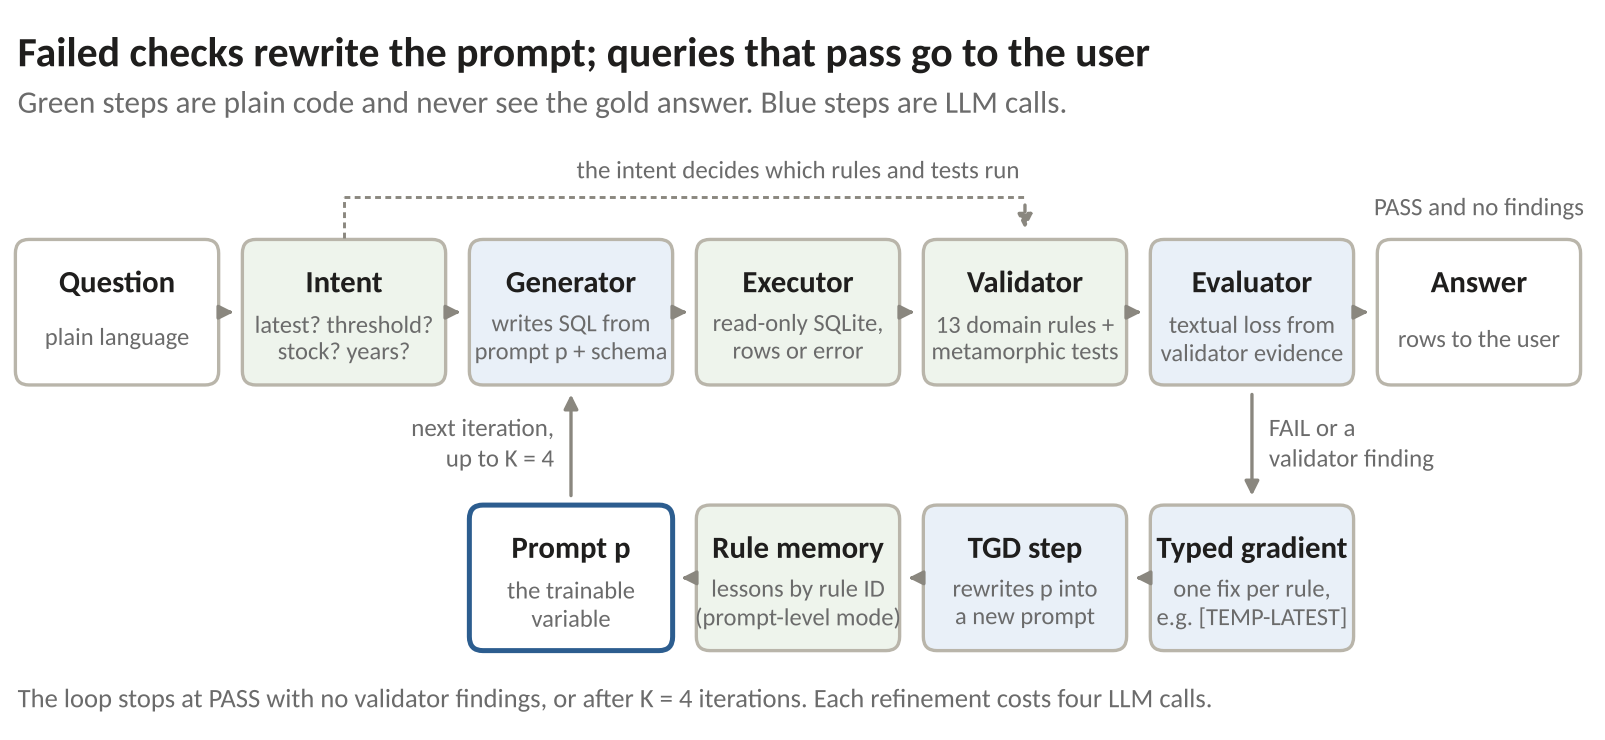 Failed checks rewrite the prompt; queries that pass go to the user
Green steps are plain code and never see the gold answer. Blue steps are LLM calls.
the intent decides which rules and tests run
PASS and no findings
Question
plain language
Intent
latest? threshold?
stock? years?
Generator
writes SQL from
prompt p + schema
Executor
read-only SQLite,
rows or error
Validator
13 domain rules +
metamorphic tests
Evaluator
textual loss from
validator evidence
Answer
rows to the user
next iteration,
up to K = 4
FAIL or a
validator finding
Prompt p
the trainable
variable
Rule memory
lessons by rule ID
(prompt-level mode)
TGD step
rewrites p into
a new prompt
Typed gradient
one fix per rule,
e.g. [TEMP-LATEST]
The loop stops at PASS with no validator findings, or after K = 4 iterations. Each refinement costs four LLM calls.